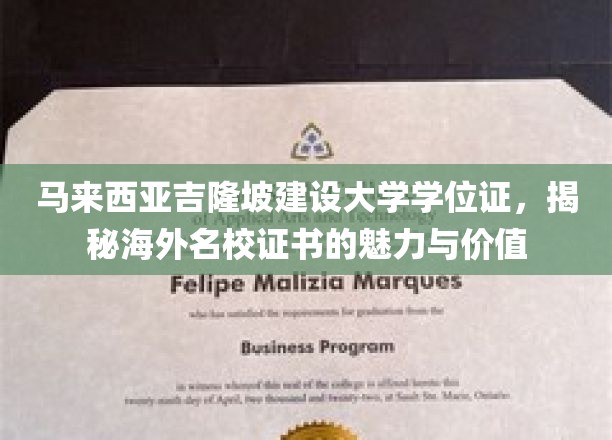 马来西亚吉隆坡建设大学学位证，揭
秘海外名校证书的魅力与价值
of Applied Arts and Technology
Felipe Malizia Marques
who has satisfied the requirements for graduation from the
Business Program
in witness whereof this seal of the college is affixed hereto this
twenty-ninth day of April, two thousand and twenty-two, at Sault Ste. Marie, Ontario.